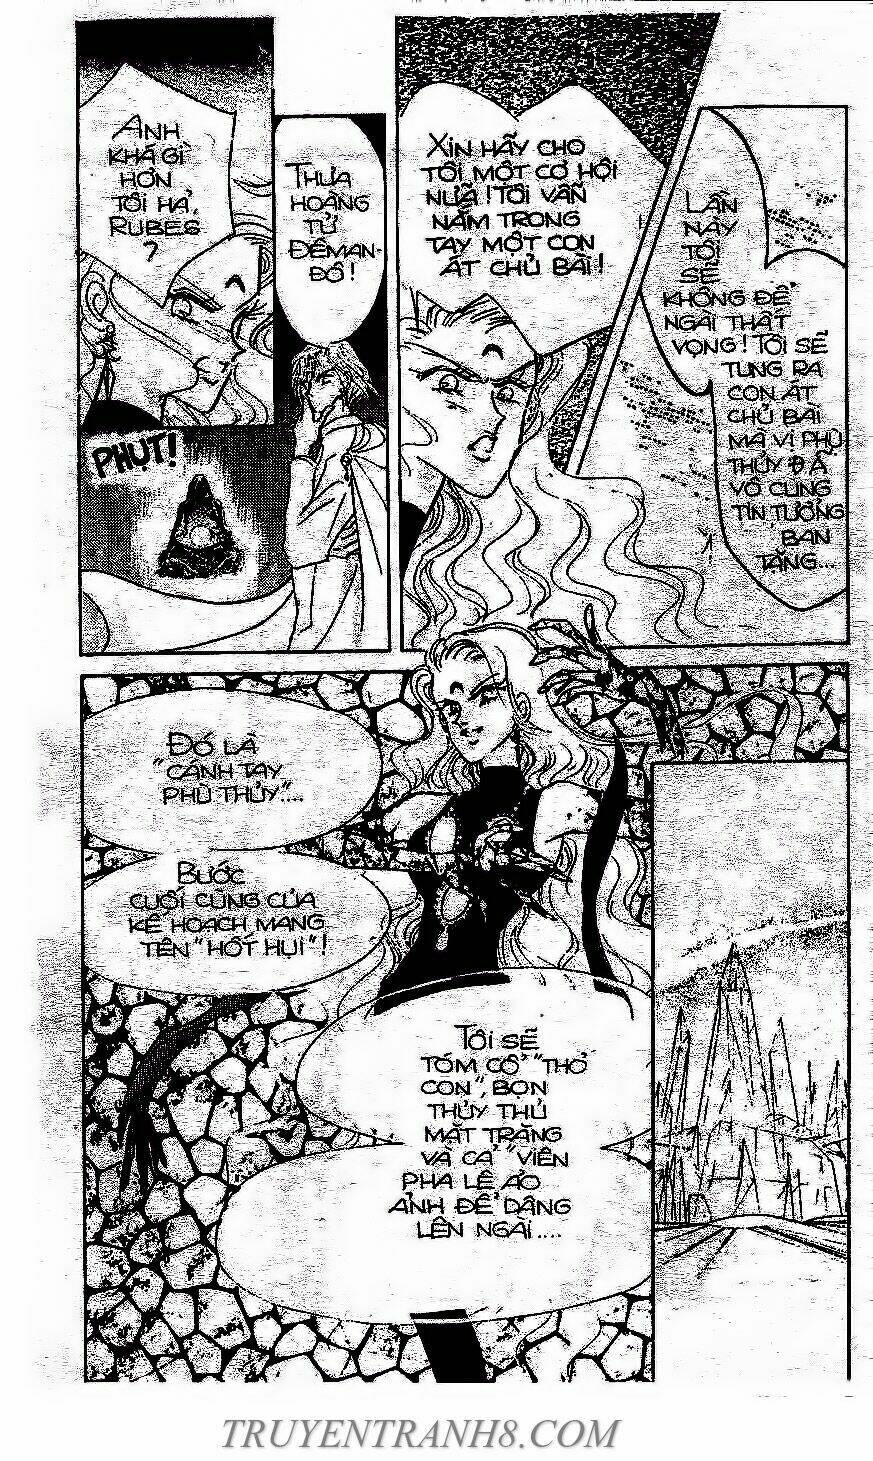 ANH
KHÁ GÌ
HƠN
TÔI HẢ,
RUBES
?
THƯA
HOÀNG
TỬ
ĐÊMAN-
ĐÔ!
XIN HÃY CHO
TÔI MỘT CƠ HỘI
NỮA! TÔI VẪN
NẮM TRONG
TAY MỘT CON
ÁT CHỦ BÀI!
LẦN
NÀY
TÔI
SẼ
KHÔNG ĐỂ
NGÀI THẤT
VỌNG! TÔI SẼ
TUNG RA
CON ÁT
CHỦ BÀI
MÀ VỊ PHÙ
THỦY ĐÃ
VÔ CÙNG
TIN TƯỞNG
BAN
TẶNG...
PHỤT!
ĐÓ LÀ
"CÁNH TAY
PHÙ THỦY"...
BƯỚC
CUỐI CÙNG CỦA
KẾ HOẠCH MANG
TÊN "HỐT HỤI"!
TÔI SẼ
TÓM CỔ "THỎ
CON", BỌN
THỦY THỦ
MẶT TRĂNG
VÀ CẢ "VIÊN
PHA LÊ ẢO
ẢNH ĐỂ DÂNG
LÊN NGÀI....
TRUYENTRANH8.COM